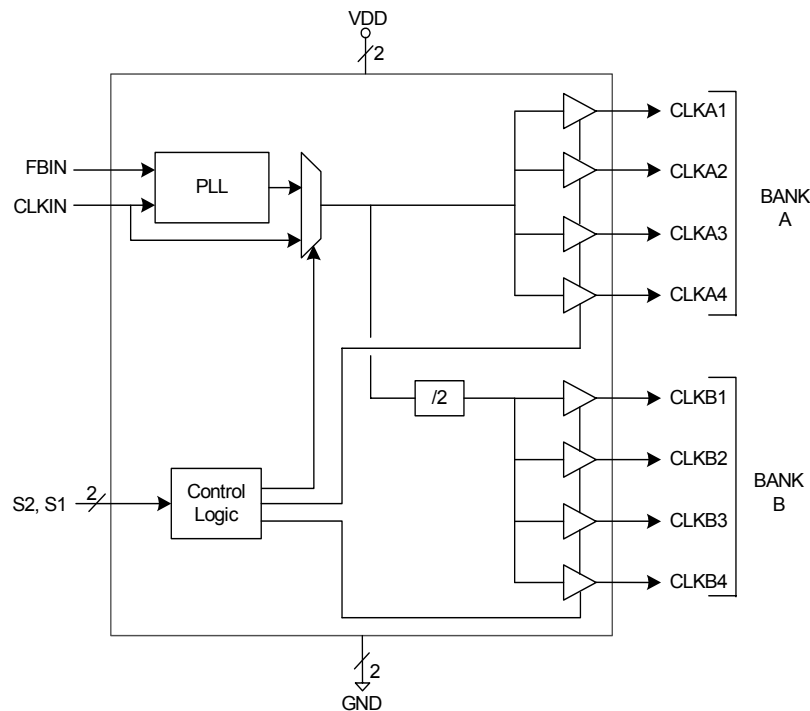 VDD
2
FBIN
CLKIN
PLL
CLKA1
CLKA2
CLKA3
CLKA4
BANK
A
/2
CLKB1
CLKB2
CLKB3
CLKB4
BANK
B
S2, S1
2
Control
Logic
2
GND